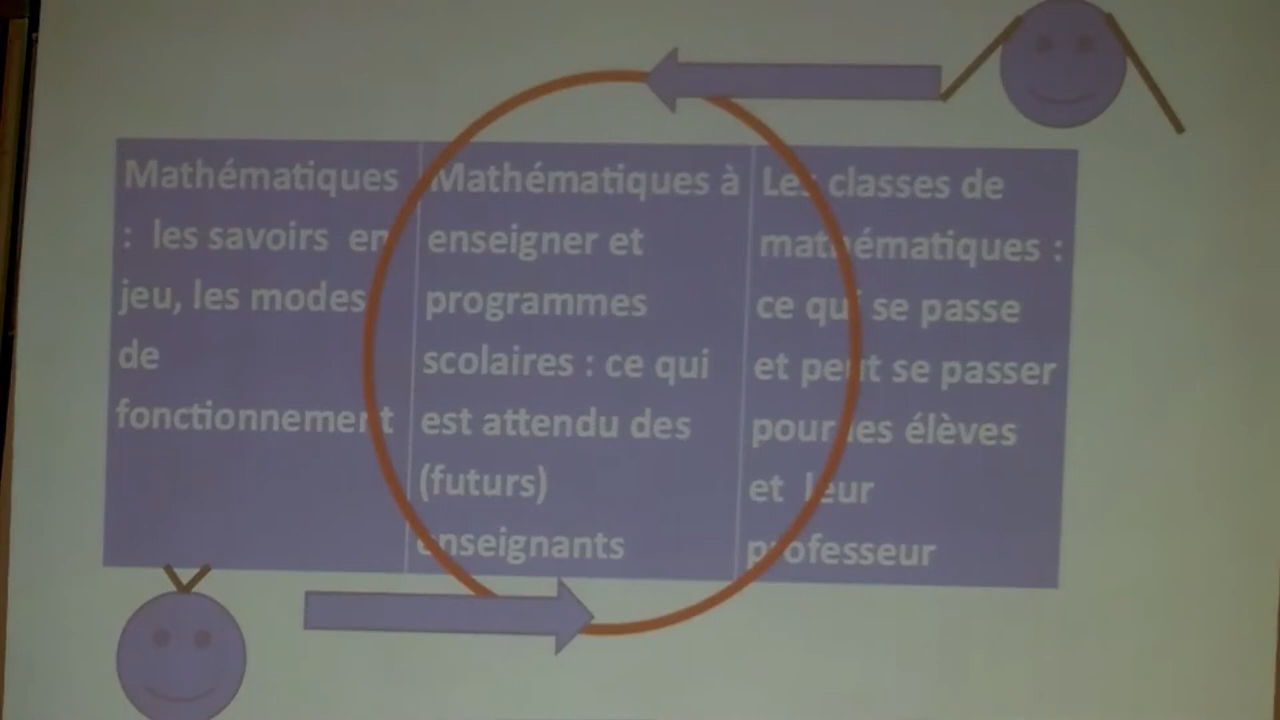 Mathématiques
: les savoirs en
jeu, les modes
de
fonctionnement
Mathématiques à
enseigner et
programmes
scolaires : ce qui
est attendu des
(futurs)
enseignants
Les classes de
mathématiques :
ce qui se passe
et peut se passer
pour les élèves
et leur
professeur